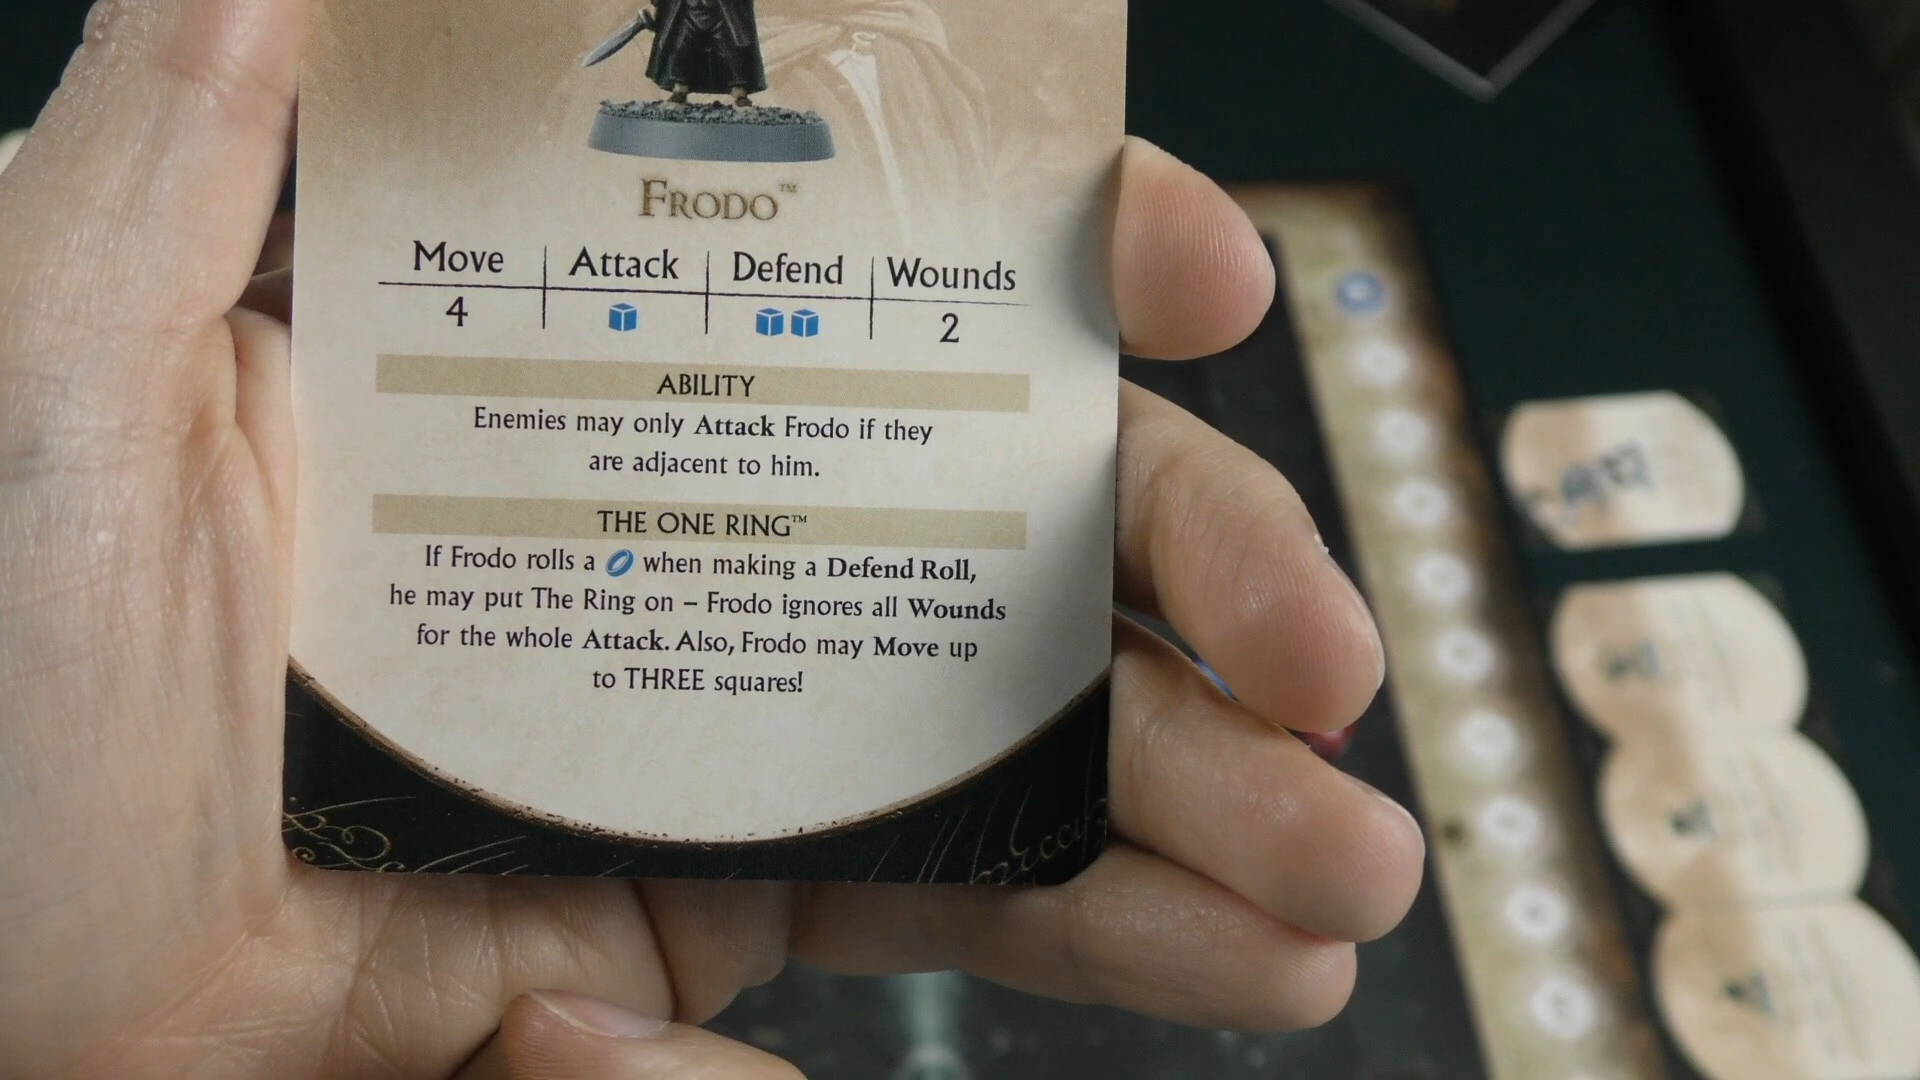 FRODO™
Move Attack Defend Wounds
4 2
ABILITY
Enemies may only Attack Frodo if they
are adjacent to him.
THE ONE RING™
If Frodo rolls a when making a Defend Roll,
he may put The Ring on – Frodo ignores all Wounds
for the whole Attack. Also, Frodo may Move up
to THREE squares!